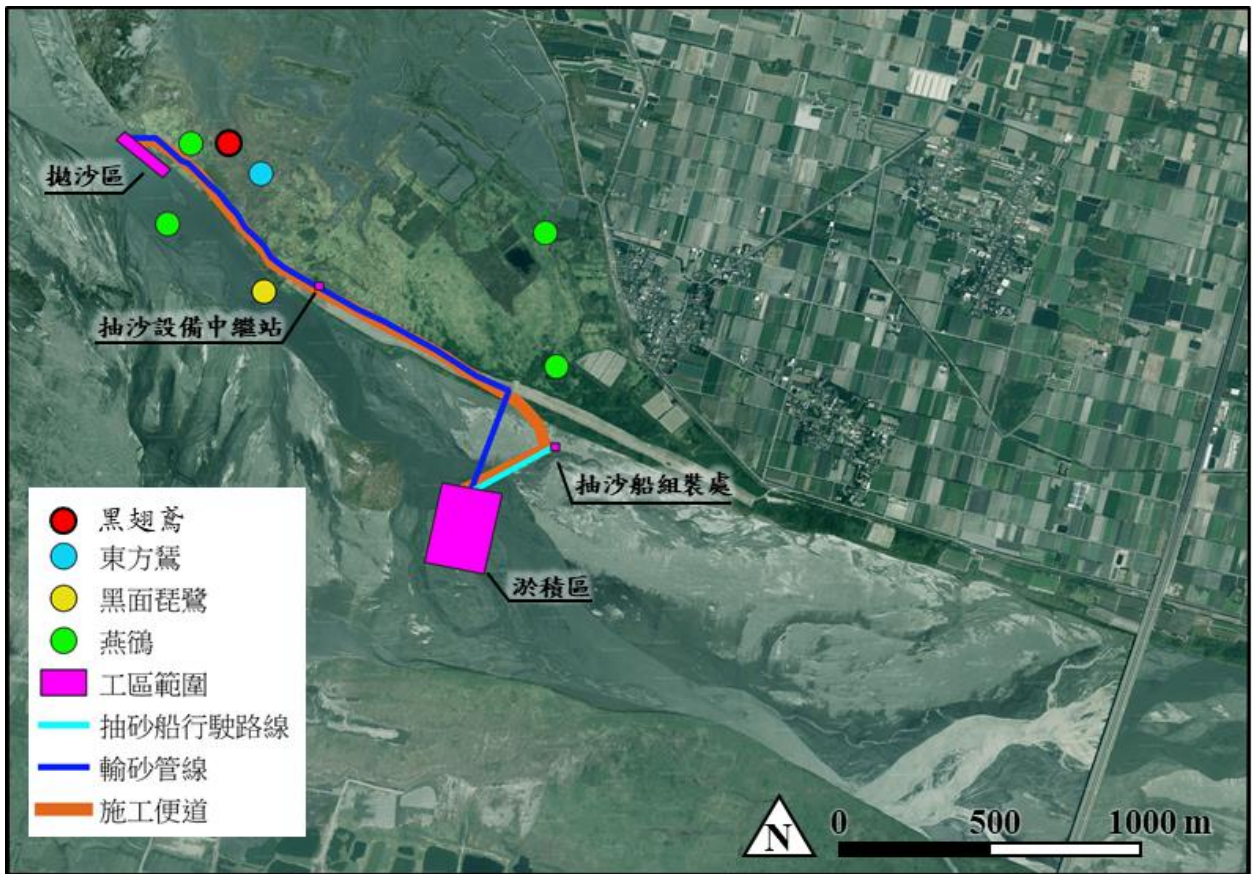 拋沙區
抽沙設備中繼站
抽沙船組裝處
淤積區
黑翅鳶
東方鵟
黑面琵鷺
燕鴴
工區範圍
抽砂船行駛路線
輸砂管線
施工便道
N
0 500 1000 m